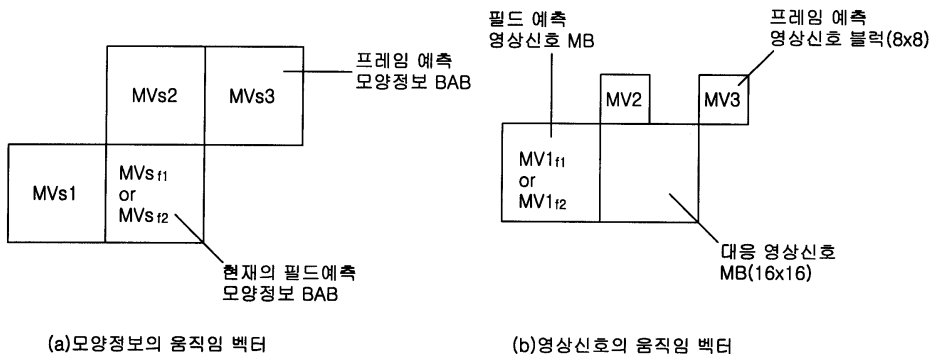 프레임 예측
모양정보 BAB
MVs2
MVs3
MVs1
MVsf1
or
MVsf2
현재의 필드예측
모양정보 BAB
(a)모양정보의 움직임 벡터
필드 예측
영상신호 MB
프레임 예측
영상신호 블럭(8x8)
MV2
MV3
MV1f1
or
MV1f2
대응 영상신호
MB(16x16)
(b)영상신호의 움직임 벡터